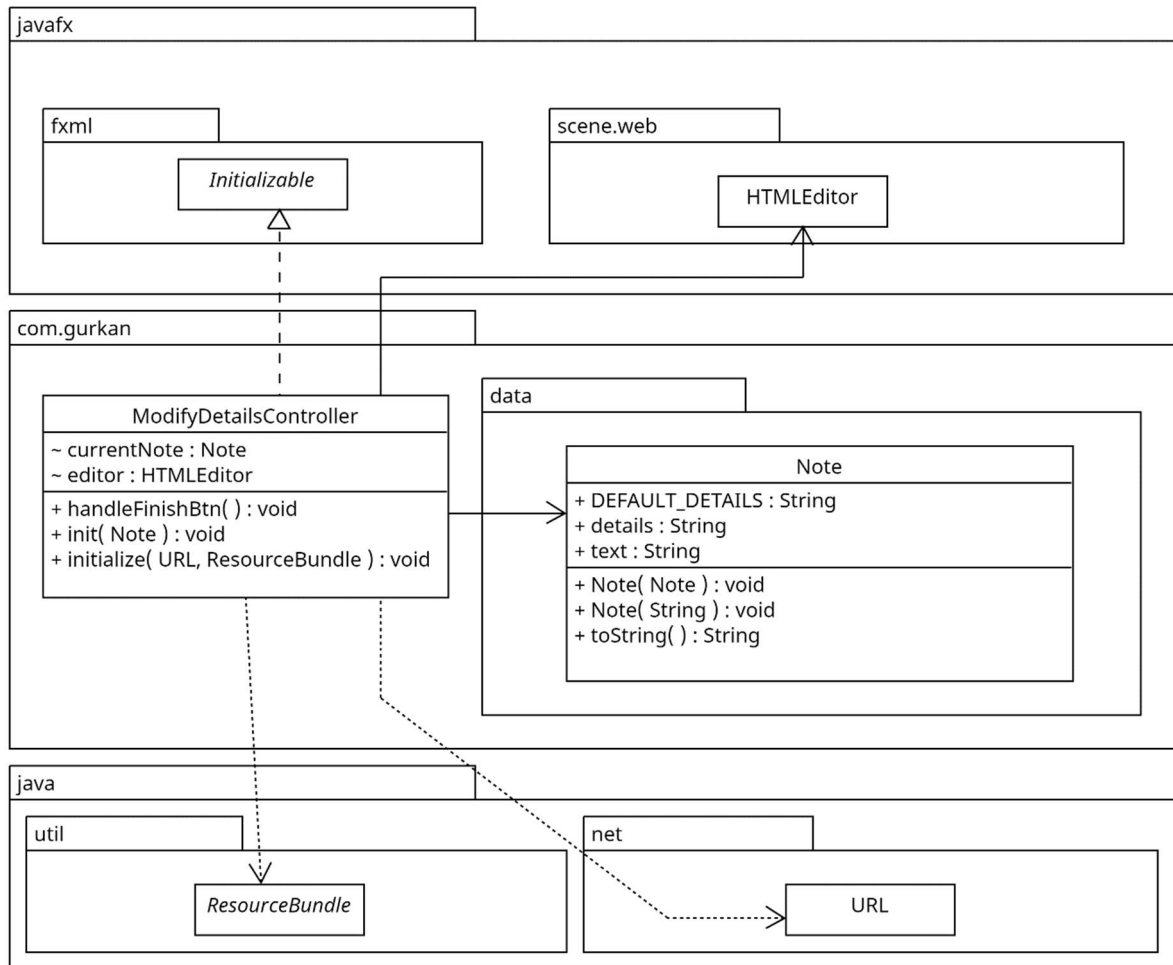 javafx
fxml
scene.web
Initializable
HTMLEditor
com.gurkan
data
ModifyDetailsController
~ currentNote : Note
~ editor : HTMLEditor
+ handleFinishBtn( ) : void
+ init( Note ) : void
+ initialize( URL, ResourceBundle ) : void
Note
+ DEFAULT_DETAILS : String
+ details : String
+ text : String
+ Note( Note ) : void
+ Note( String ) : void
+ toString( ) : String
java
util
net
ResourceBundle
URL